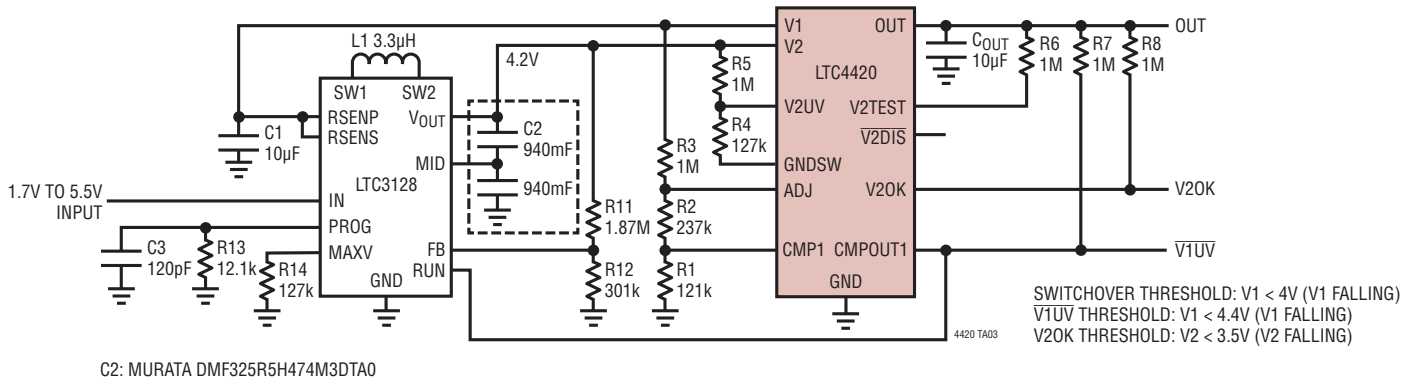 L1 3.3µH
SW1
SW2
RSENP
RSENS
VOUT
MID
LTC3128
IN
PROG
MAXV
FB
RUN
GND
C1
10µF
1.7V TO 5.5V
INPUT
C3
120pF
R13
12.1k
R14
127k
4.2V
C2
940mF
940mF
R11
1.87M
R12
301k
R3
1M
R2
237k
R1
121k
R5
1M
R4
127k
V1
V2
OUT
LTC4420
V2UV
V2TEST
V2DIS
GNDSW
ADJ
V2OK
CMP1
CMPOUT1
GND
COUT
10µF
R6
1M
R7
1M
R8
1M
OUT
V2OK
V1UV
4420 TA03
SWITCHOVER THRESHOLD: V1 < 4V (V1 FALLING)
V1UV THRESHOLD: V1 < 4.4V (V1 FALLING)
V2OK THRESHOLD: V2 < 3.5V (V2 FALLING)
C2: MURATA DMF325R5H474M3DTA0